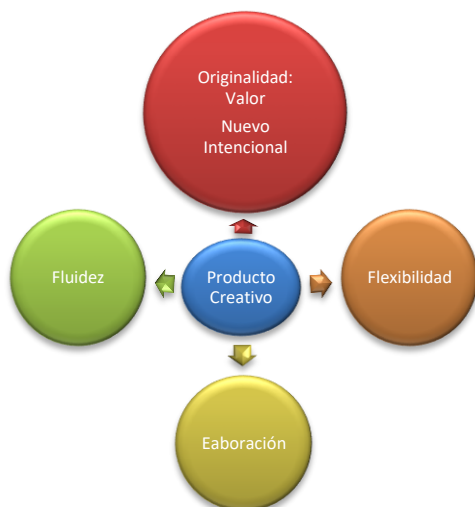 Originalidad:
Valor
Nuevo
Intencional
Fluidez
Producto
Creativo
Flexibilidad
Eaboración